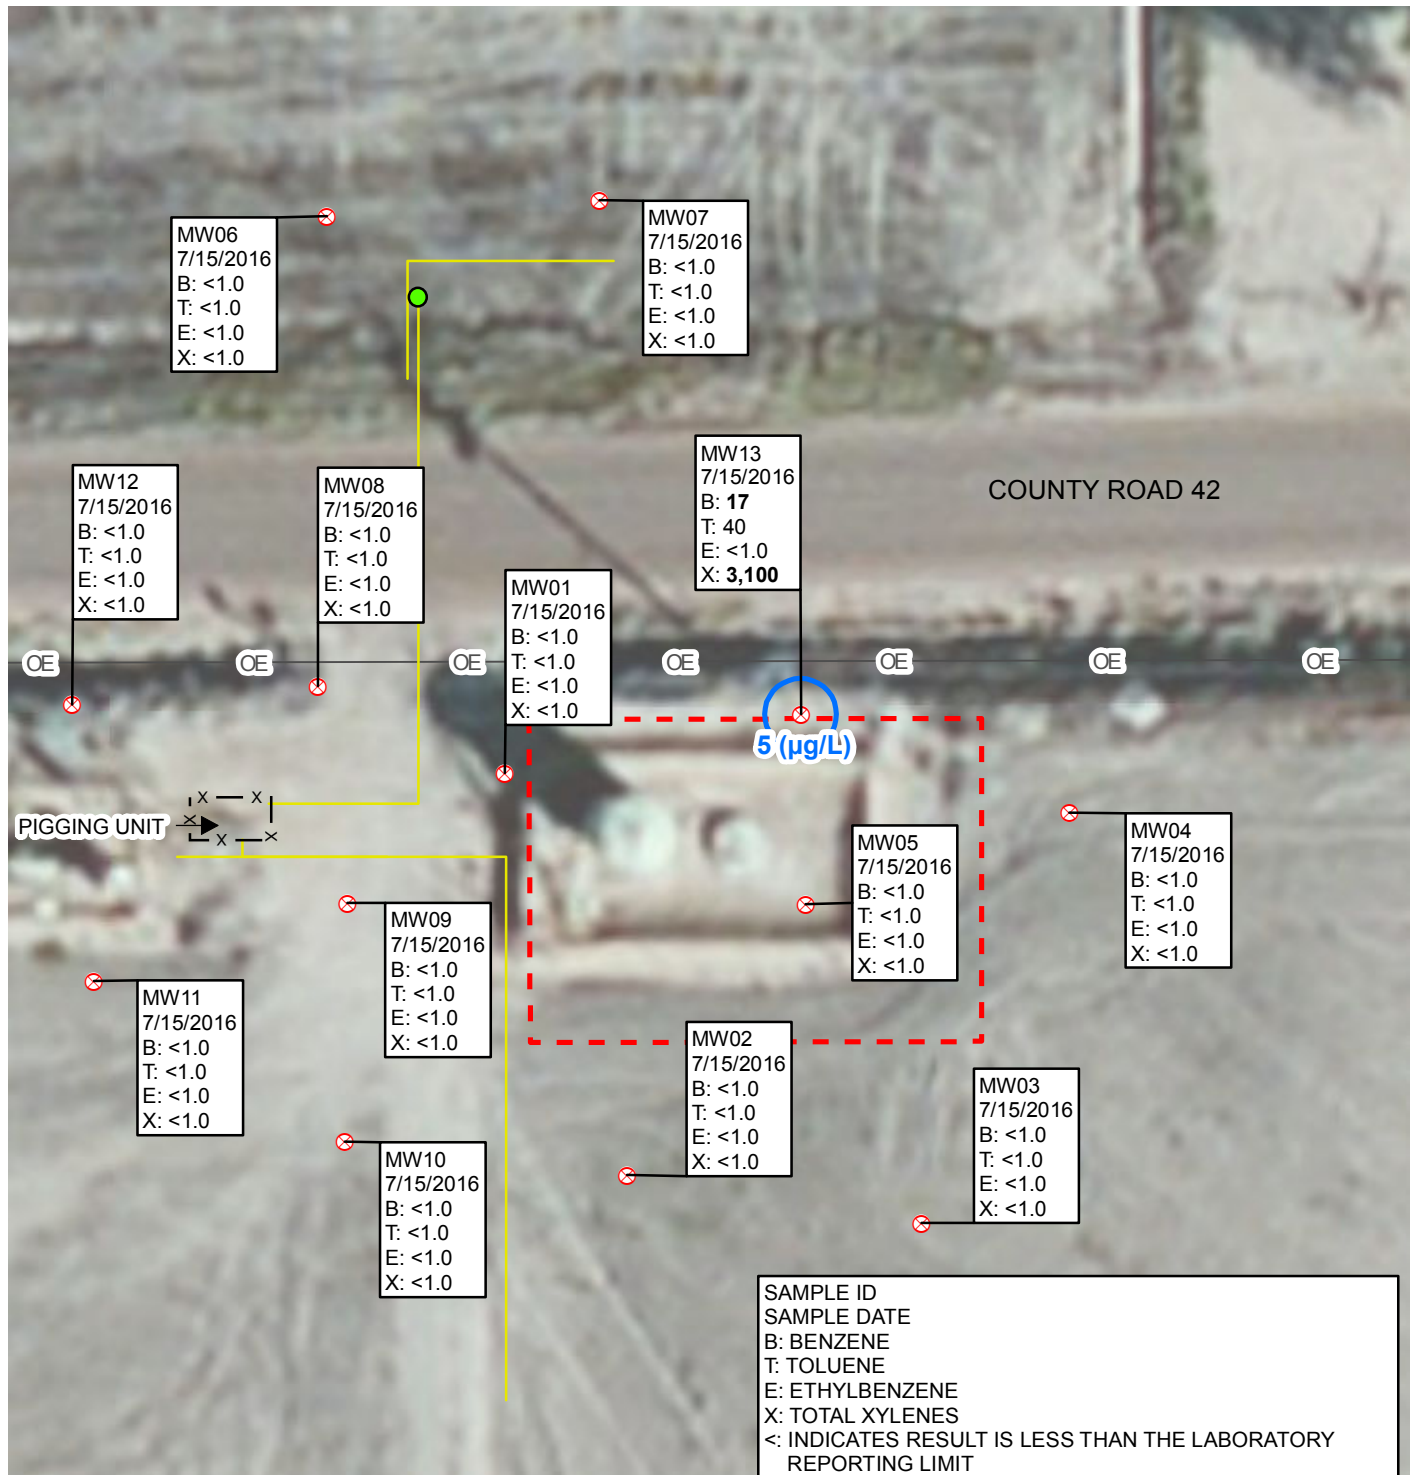 MW06
7/15/2016
B: <1.0
T: <1.0
E: <1.0
X: <1.0
MW07
7/15/2016
B: <1.0
T: <1.0
E: <1.0
X: <1.0
MW12
7/15/2016
B: <1.0
T: <1.0
E: <1.0
X: <1.0
MW08
7/15/2016
B: <1.0
T: <1.0
E: <1.0
X: <1.0
MW13
7/15/2016
B: 17
T: 40
E: <1.0
X: 3,100
COUNTY ROAD 42
MW01
7/15/2016
B: <1.0
T: <1.0
E: <1.0
X: <1.0
OE OE OE OE OE OE OE
5 (µg/L)
X X
PIGGING UNIT X
X X
MW05
7/15/2016
B: <1.0
T: <1.0
E: <1.0
X: <1.0
MW04
7/15/2016
B: <1.0
T: <1.0
E: <1.0
X: <1.0
MW09
7/15/2016
B: <1.0
T: <1.0
E: <1.0
X: <1.0
MW11
7/15/2016
B: <1.0
T: <1.0
E: <1.0
X: <1.0
MW02
7/15/2016
B: <1.0
T: <1.0
E: <1.0
X: <1.0
MW03
7/15/2016
B: <1.0
T: <1.0
E: <1.0
X: <1.0
MW10
7/15/2016
B: <1.0
T: <1.0
E: <1.0
X: <1.0
SAMPLE ID
SAMPLE DATE
B: BENZENE
T: TOLUENE
E: ETHYLBENZENE
X: TOTAL XYLENES
<: INDICATES RESULT IS LESS THAN THE LABORATORY
REPORTING LIMIT